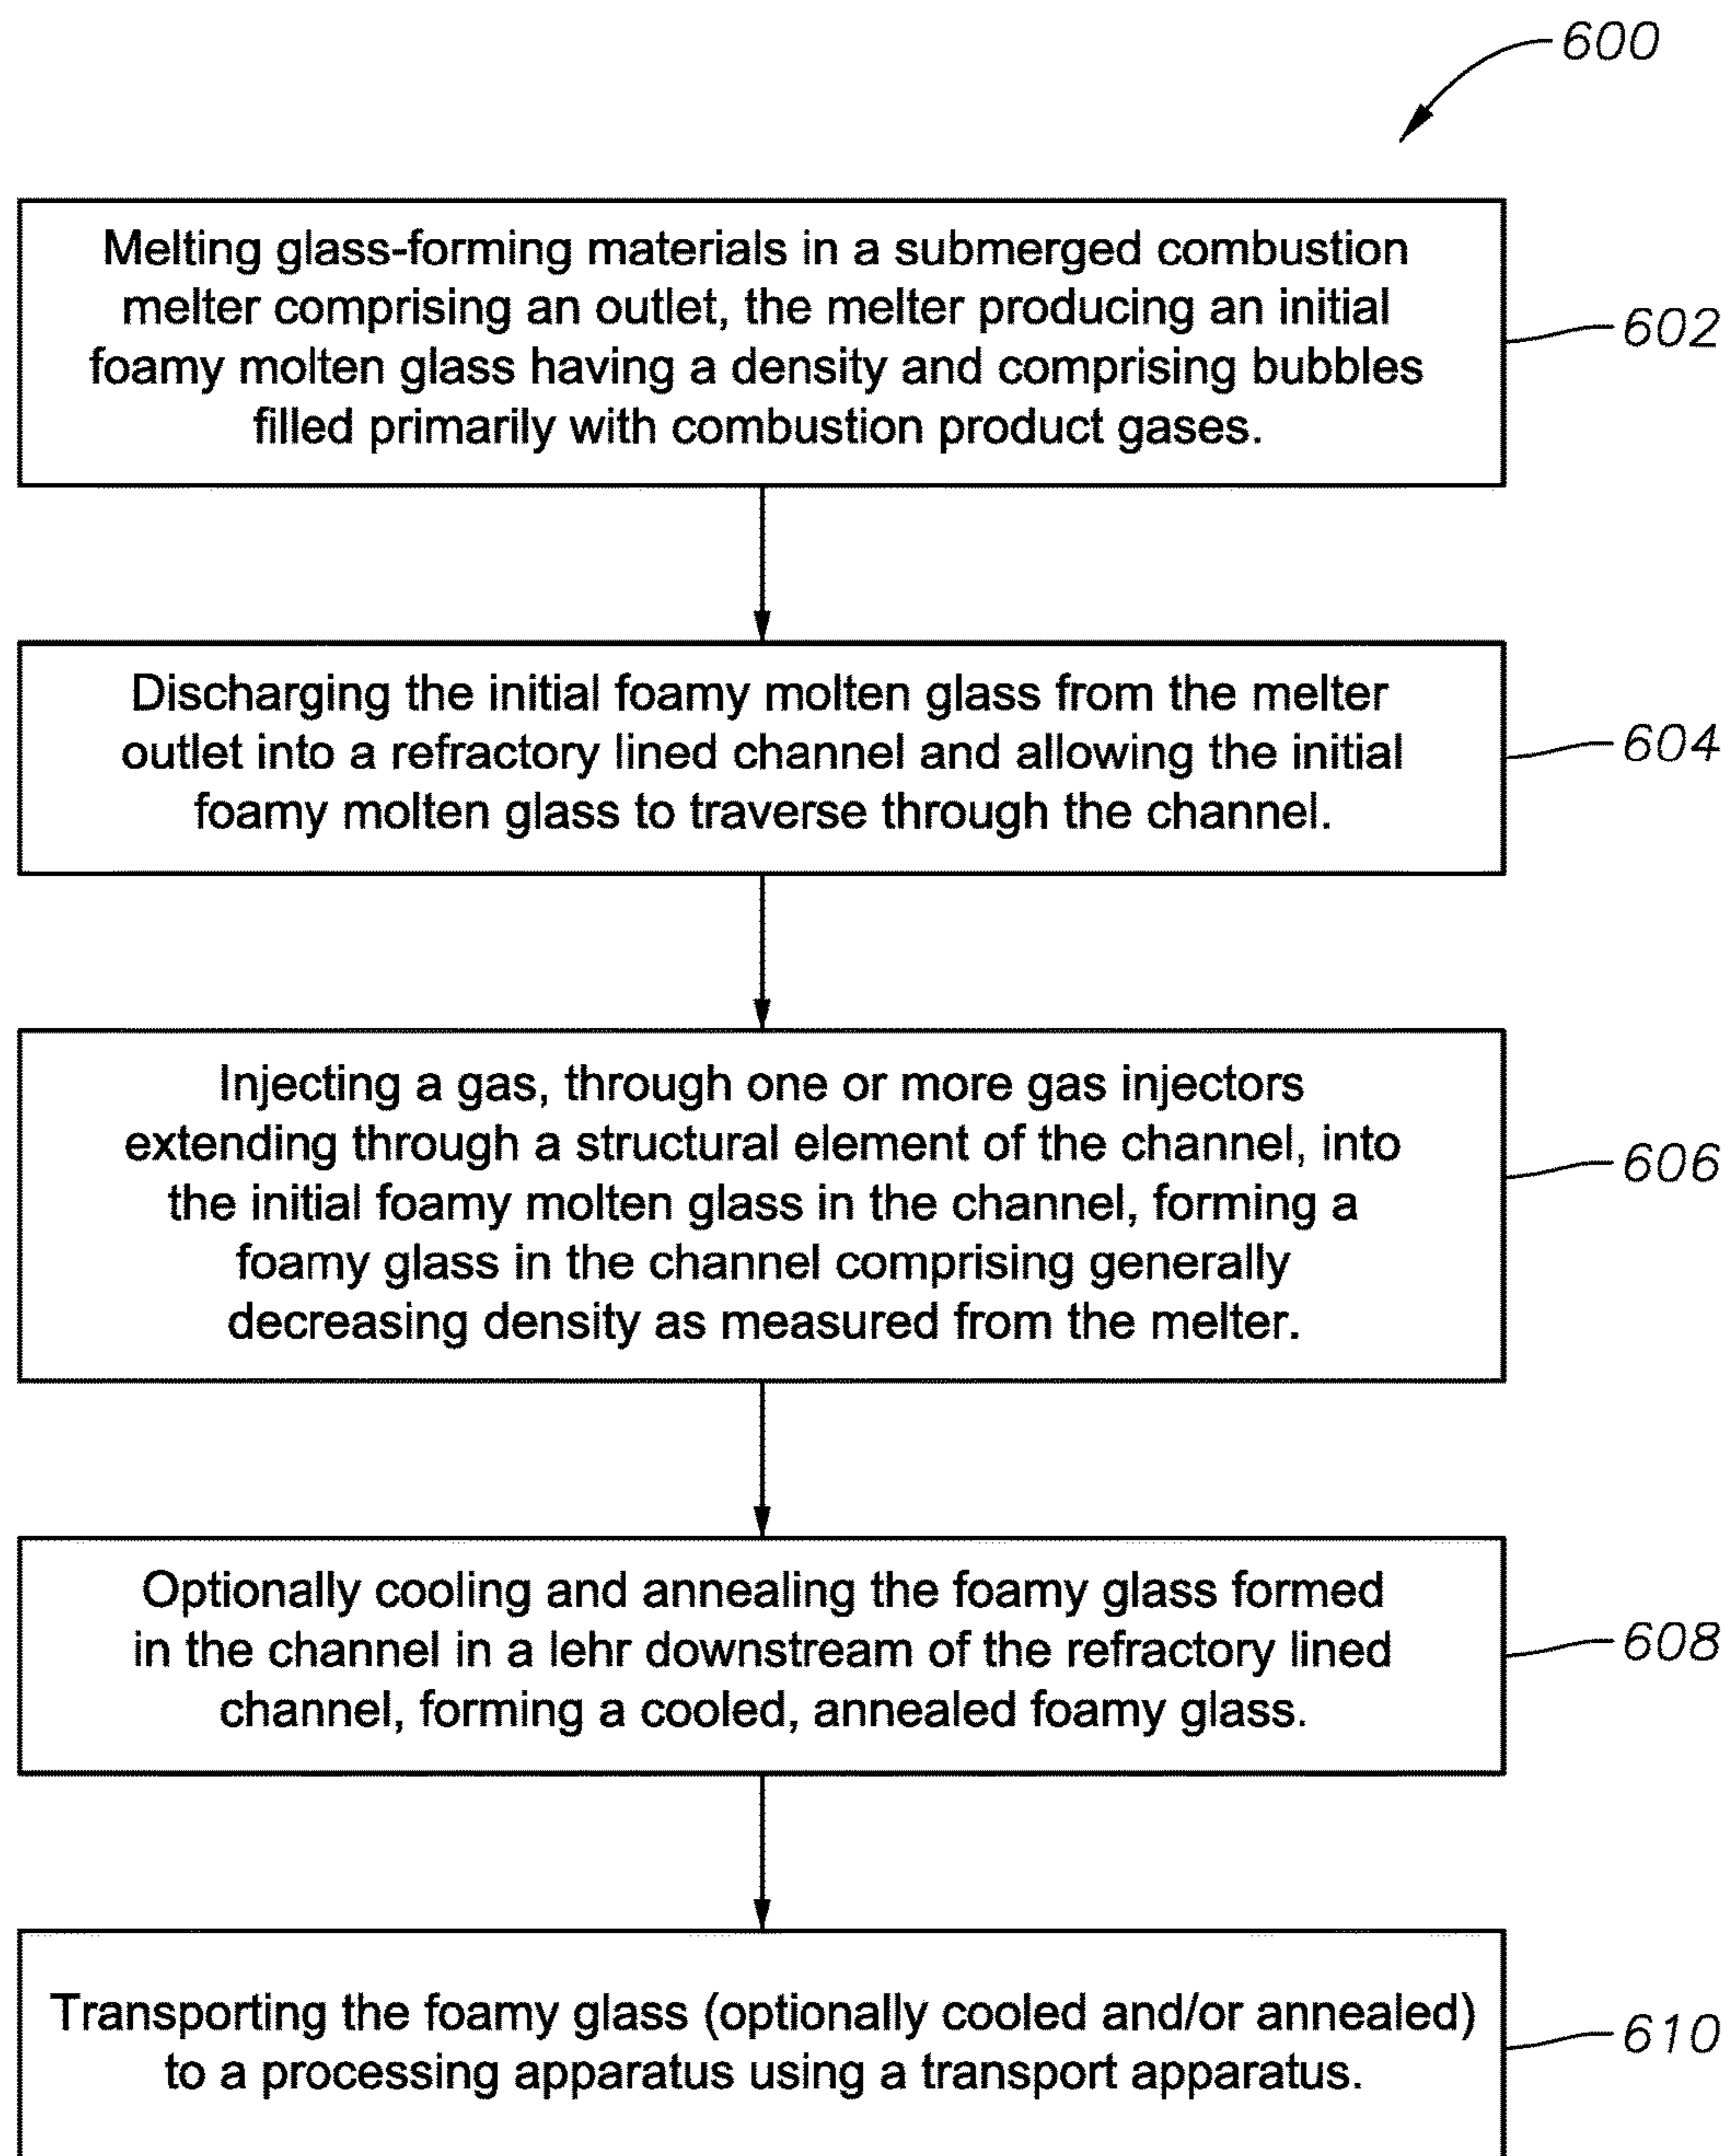 600
Melting glass-forming materials in a submerged combustion
melter comprising an outlet, the melter producing an initial
foamy molten glass having a density and comprising bubbles
filled primarily with combustion product gases.
602
Discharging the initial foamy molten glass from the melter
outlet into a refractory lined channel and allowing the initial
foamy molten glass to traverse through the channel.
604
Injecting a gas, through one or more gas injectors
extending through a structural element of the channel, into
the initial foamy molten glass in the channel, forming a
foamy glass in the channel comprising generally
decreasing density as measured from the melter.
606
Optionally cooling and annealing the foamy glass formed
in the channel in a lehr downstream of the refractory lined
channel, forming a cooled, annealed foamy glass.
608
Transporting the foamy glass (optionally cooled and/or annealed)
to a processing apparatus using a transport apparatus.
610